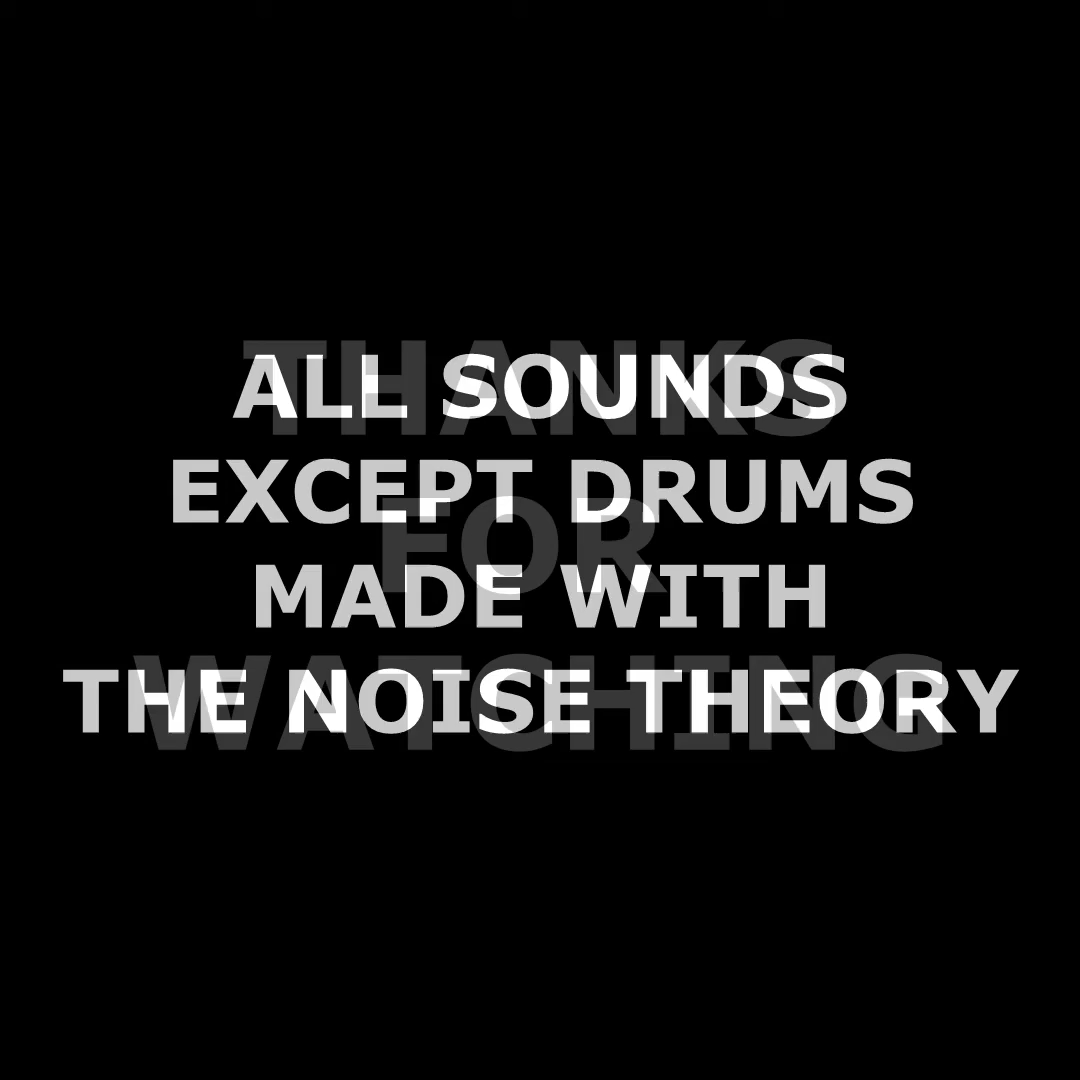 ALL SOUNDS
EXCEPT DRUMS
MADE WITH
THE NOISE THEORY
THANKS
FOR
WATCHING